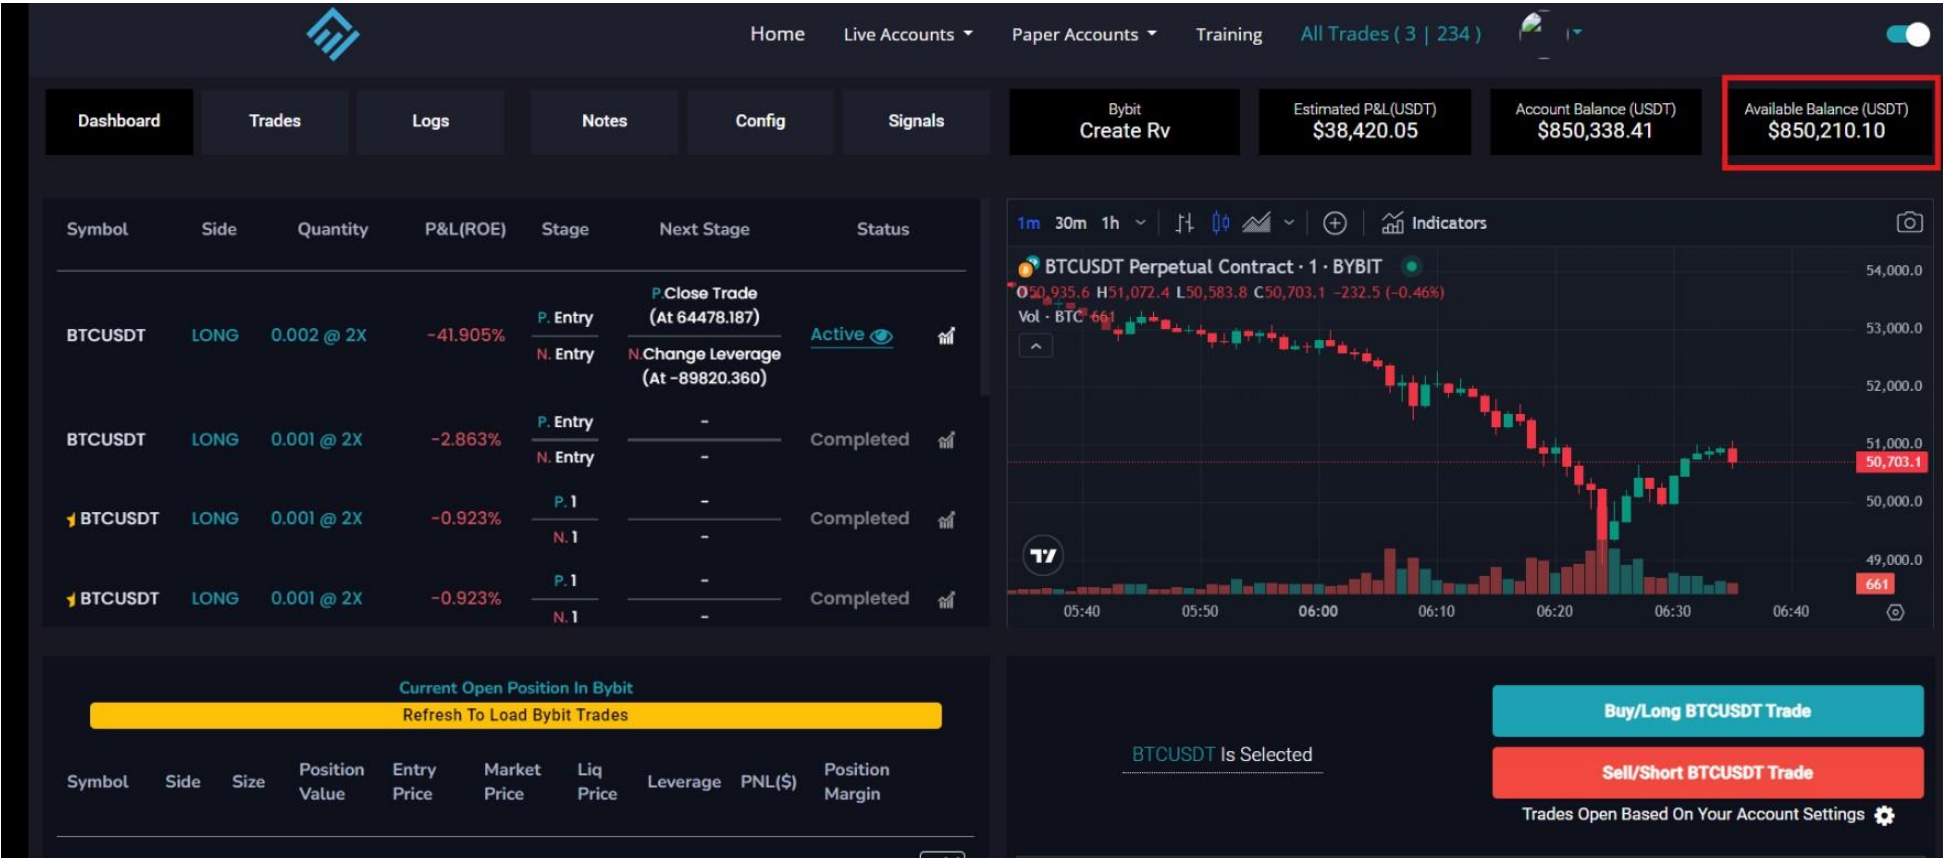 Home Live Accounts Paper Accounts Training All Trades ( 3 | 234 )
Dashboard Trades Logs Notes Config Signals
Bybit
Create Rv
Estimated P&L(USDT)
$38,420.05
Account Balance (USDT)
$850,338.41
Available Balance (USDT)
$850,210.10
Symbol Side Quantity P&L(ROE) Stage Next Stage Status
BTCUSDT LONG 0.002 @ 2X -41.905%
P. Entry
N. Entry
P.Close Trade
(At 64478.187)
N.Change Leverage
(At -89820.360)
Active
BTCUSDT LONG 0.001 @ 2X -2.863%
P. Entry
N. Entry
-
-
Completed
BTCUSDT LONG 0.001 @ 2X -0.923%
P. 1
N. 1
-
-
Completed
BTCUSDT LONG 0.001 @ 2X -0.923%
P. 1
N. 1
-
-
Completed
1m 30m 1h Indicators
BTCUSDT Perpetual Contract · 1 · BYBIT
O50,935.6 H51,072.4 L50,583.8 C50,703.1 -232.5 (-0.46%)
Vol · BTC 661
54,000.0
53,000.0
52,000.0
51,000.0
50,703.1
50,000.0
49,000.0
661
05:40 05:50 06:00 06:10 06:20 06:30 06:40
Current Open Position In Bybit
Refresh To Load Bybit Trades
Symbol Side Size Position Value Entry Price Market Price Liq Price Leverage PNL($) Position Margin
BTCUSDT Is Selected
Buy/Long BTCUSDT Trade
Sell/Short BTCUSDT Trade
Trades Open Based On Your Account Settings